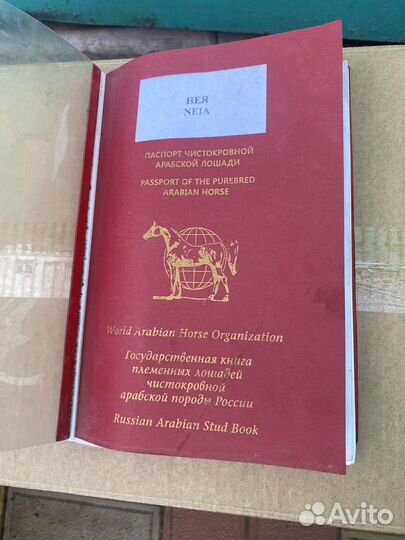 НЕЯ
NEIA
ПАСПОРТ ЧИСТОКРОВНОЙ
АРАБСКОЙ ЛОШАДИ
PASSPORT OF THE PUREBRED
ARABIAN HORSE
World Arabian Horse Organization
Государственная книга
племенных лошадей
чистокровной
арабской породы России
Russian Arabian Stud Book
Avito